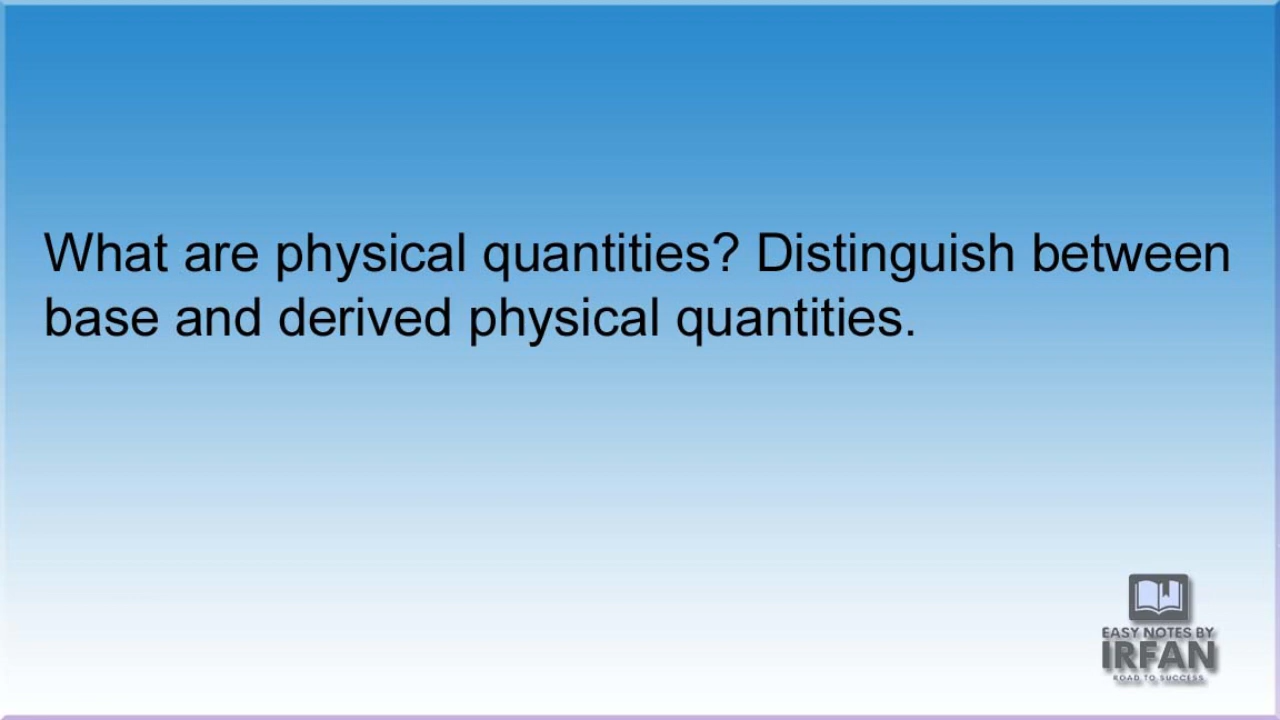 What are physical quantities? Distinguish between
base and derived physical quantities.
EASY NOTES BY
IRFAN
ROAD TO SUCCESS